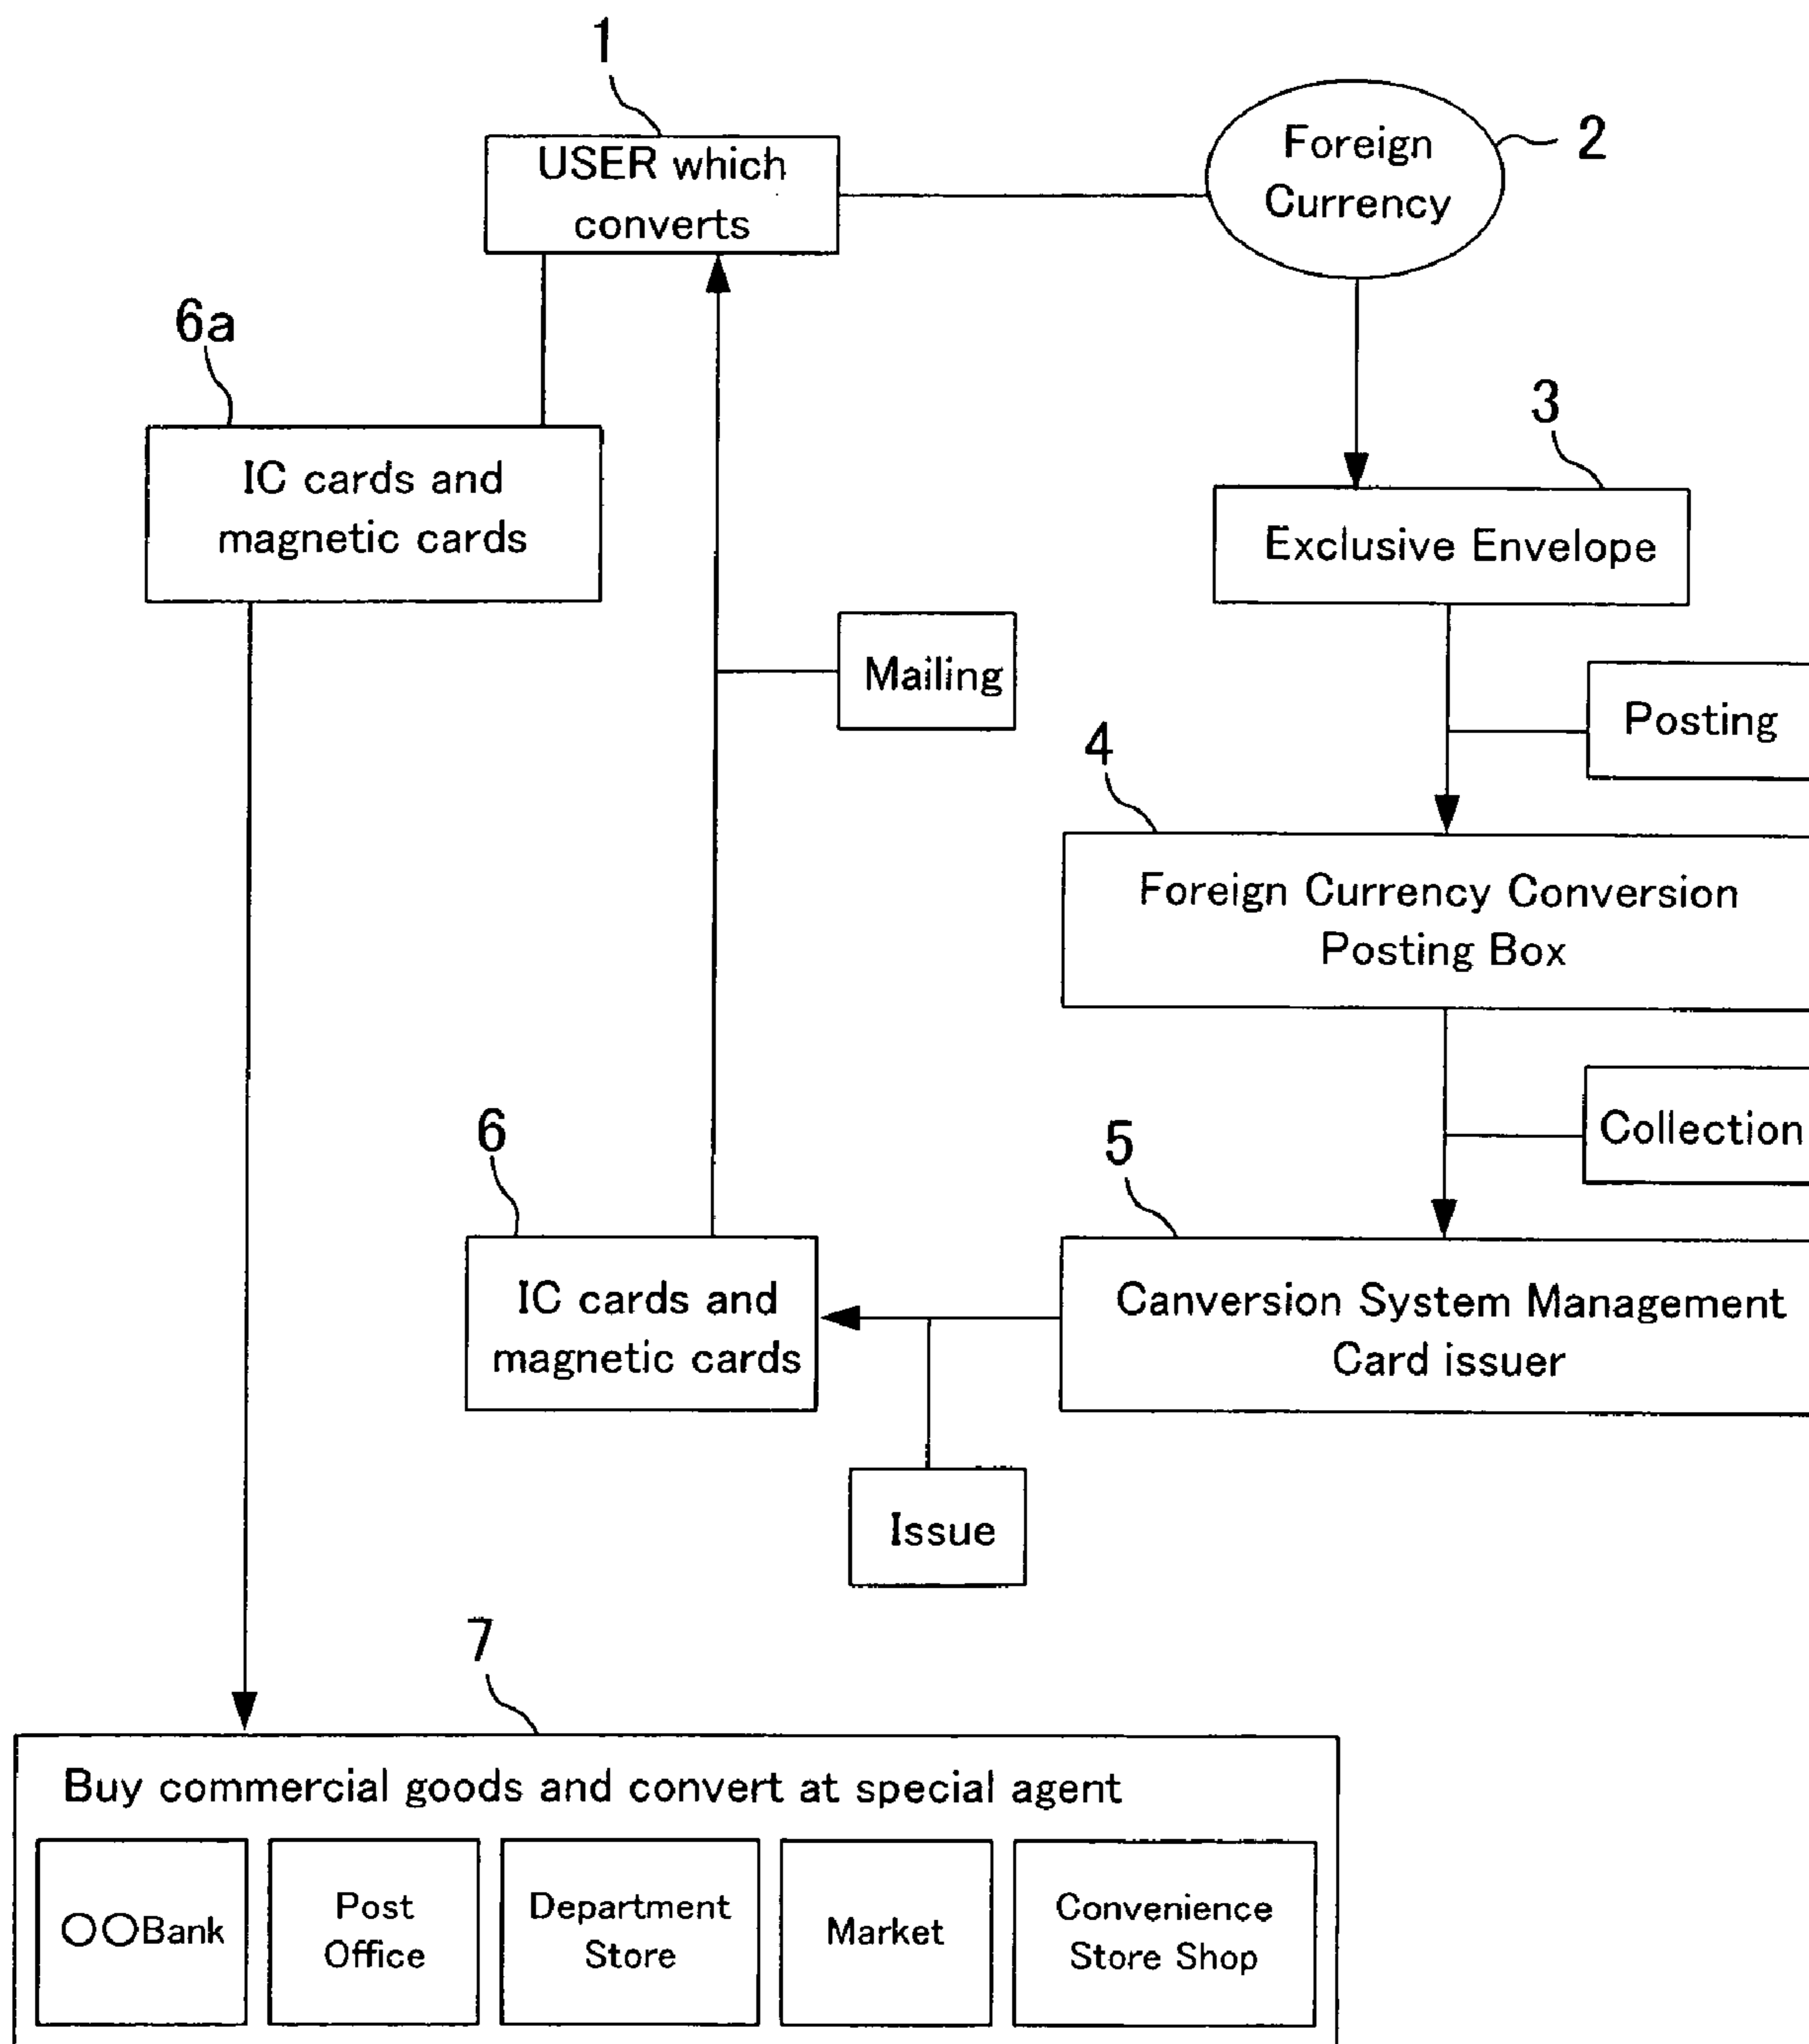 1
USER which
converts
Foreign
Currency
2
6a
IC cards and
magnetic cards
3
Exclusive Envelope
Mailing
Posting
4
Foreign Currency Conversion
Posting Box
Collection
6
IC cards and
magnetic cards
5
Canversion System Management
Card issuer
Issue
7
Buy commercial goods and convert at special agent
○○Bank
Post
Office
Department
Store
Market
Convenience
Store Shop